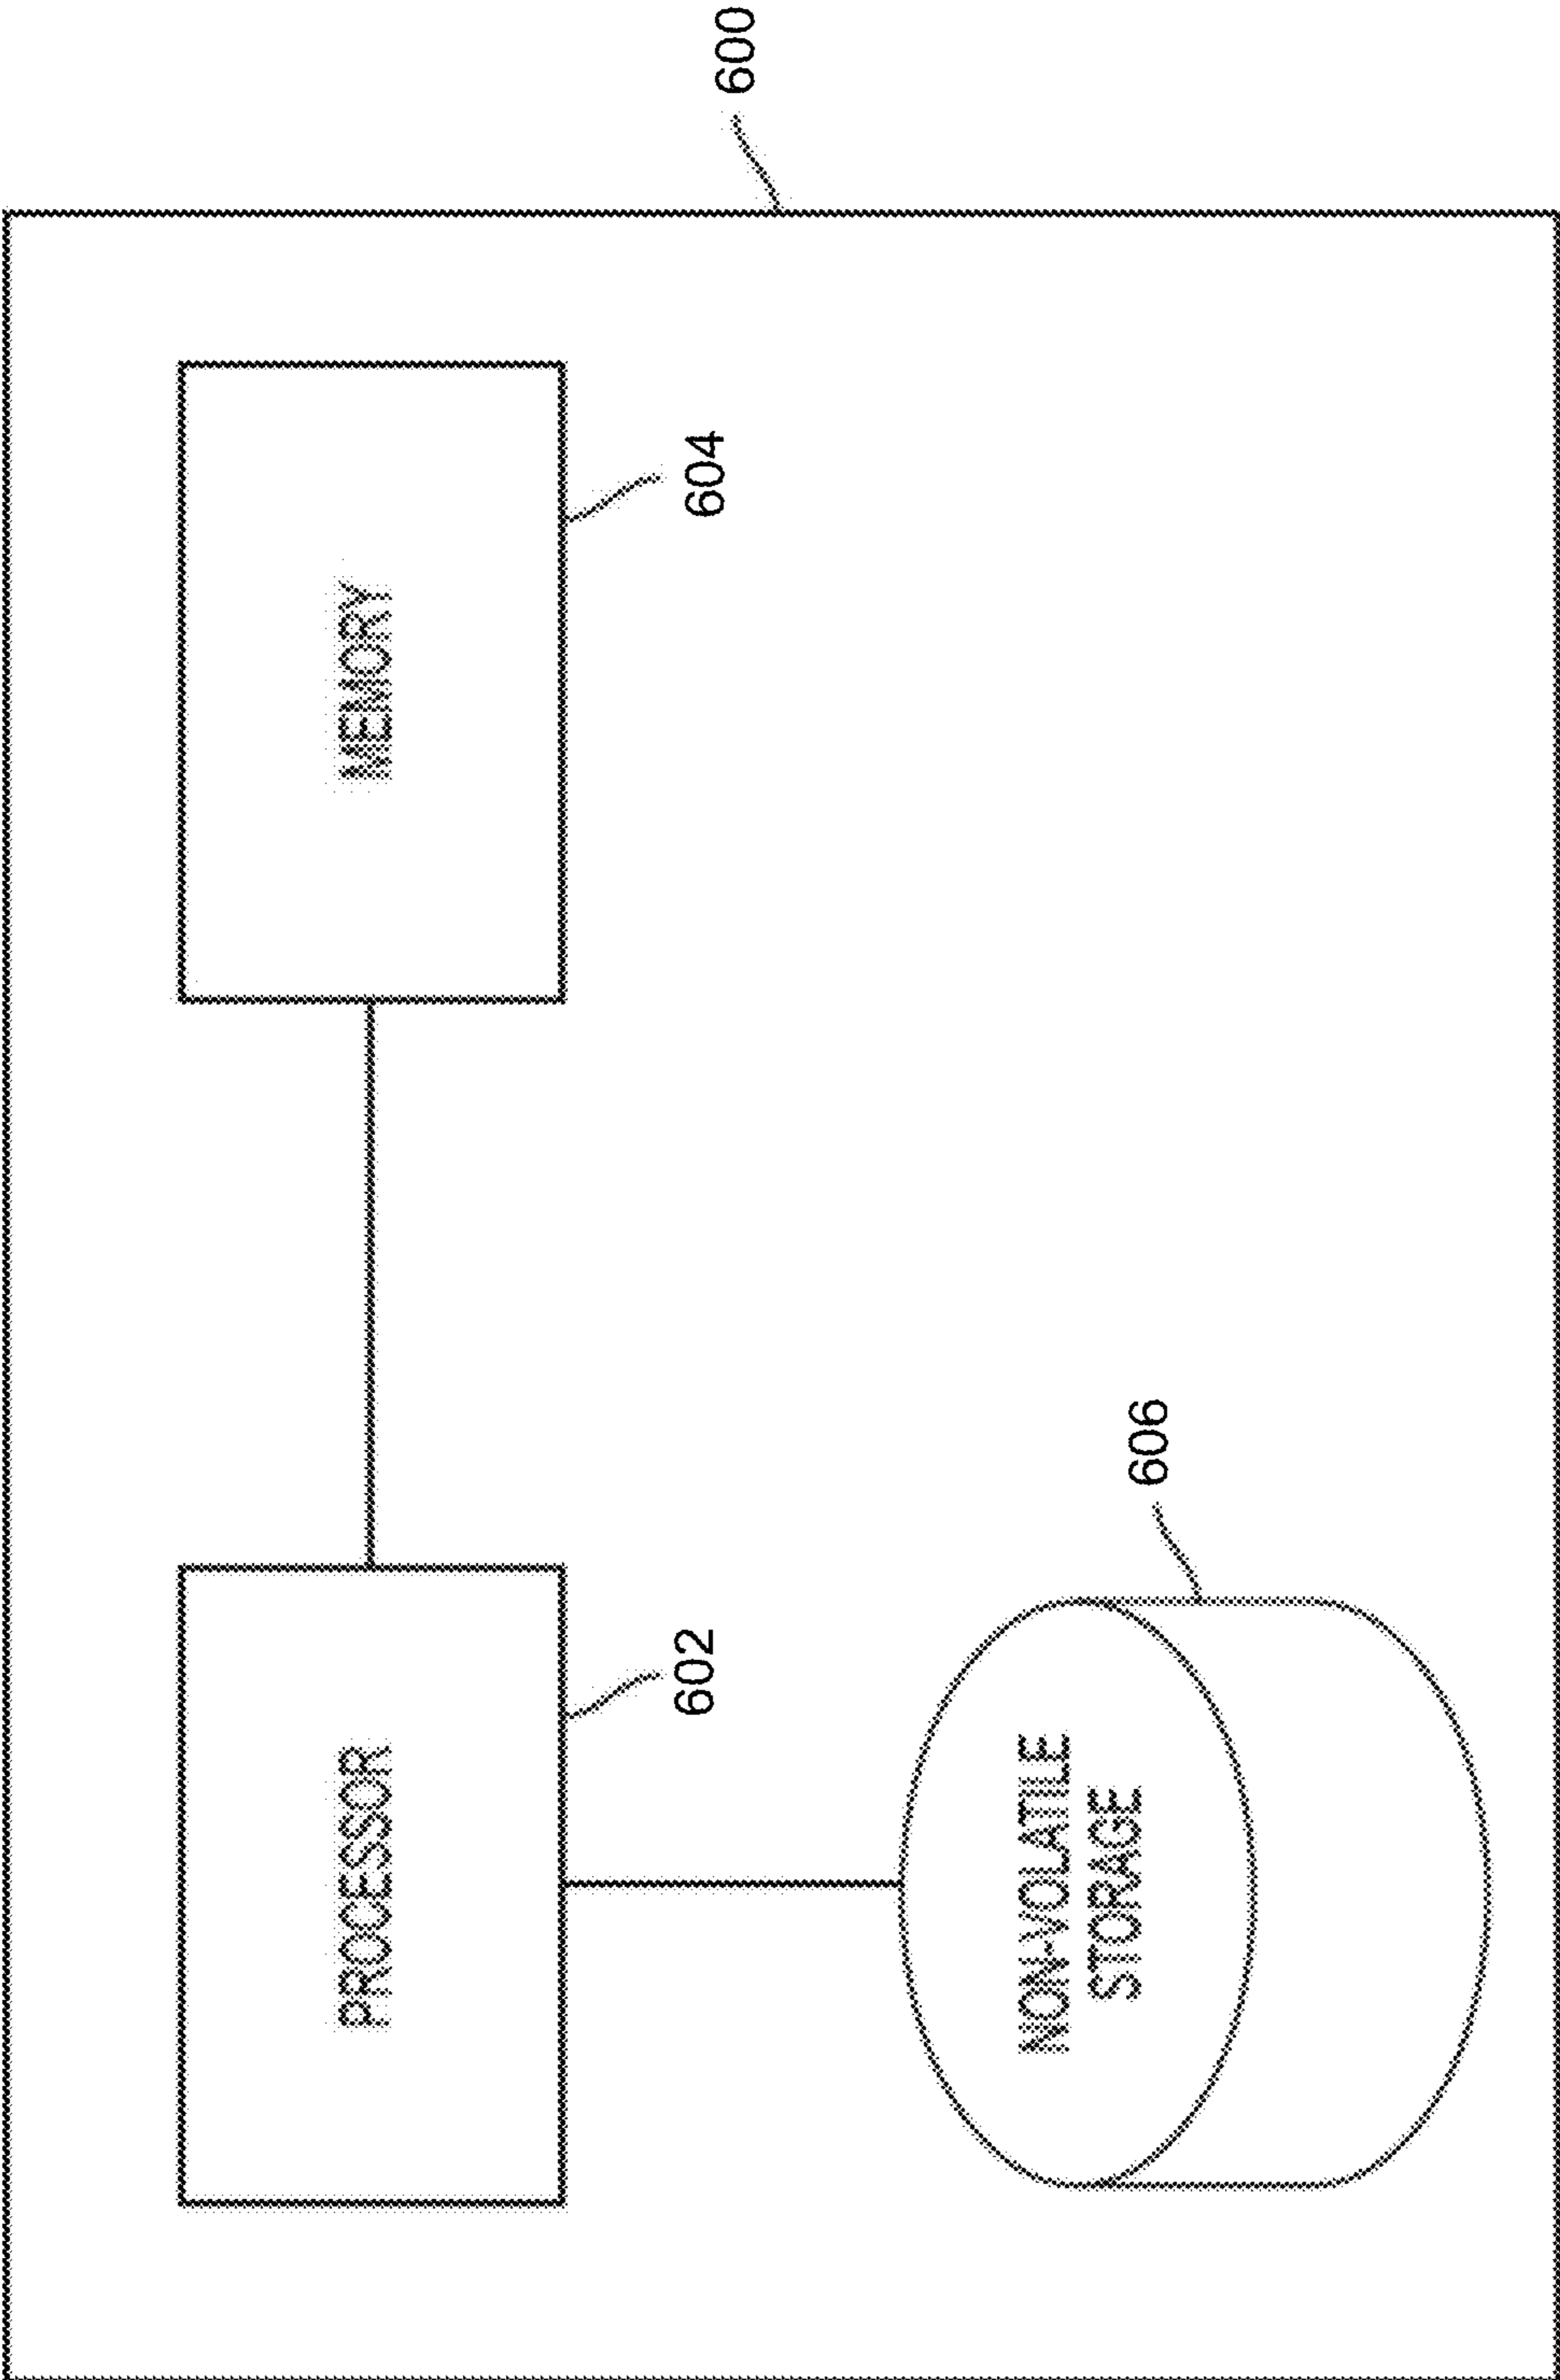 600
PROCESSOR
MEMORY
602
604
606
NON-VOLATILE
STORAGE